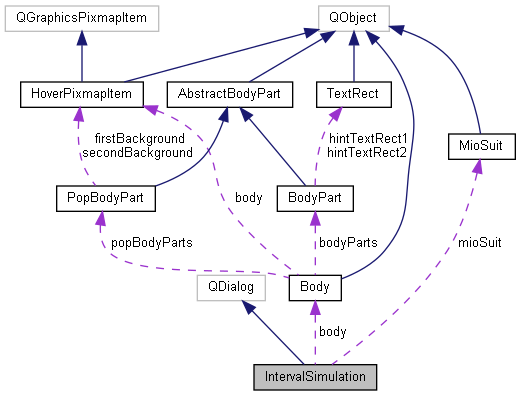 QGraphicsPixmapItem
QObject
HoverPixmapItem
AbstractBodyPart
TextRect
firstBackground
secondBackground
hintTextRect1
hintTextRect2
MioSuit
PopBodyPart
body
BodyPart
popBodyParts
bodyParts
mioSuit
QDialog
Body
body
IntervalSimulation